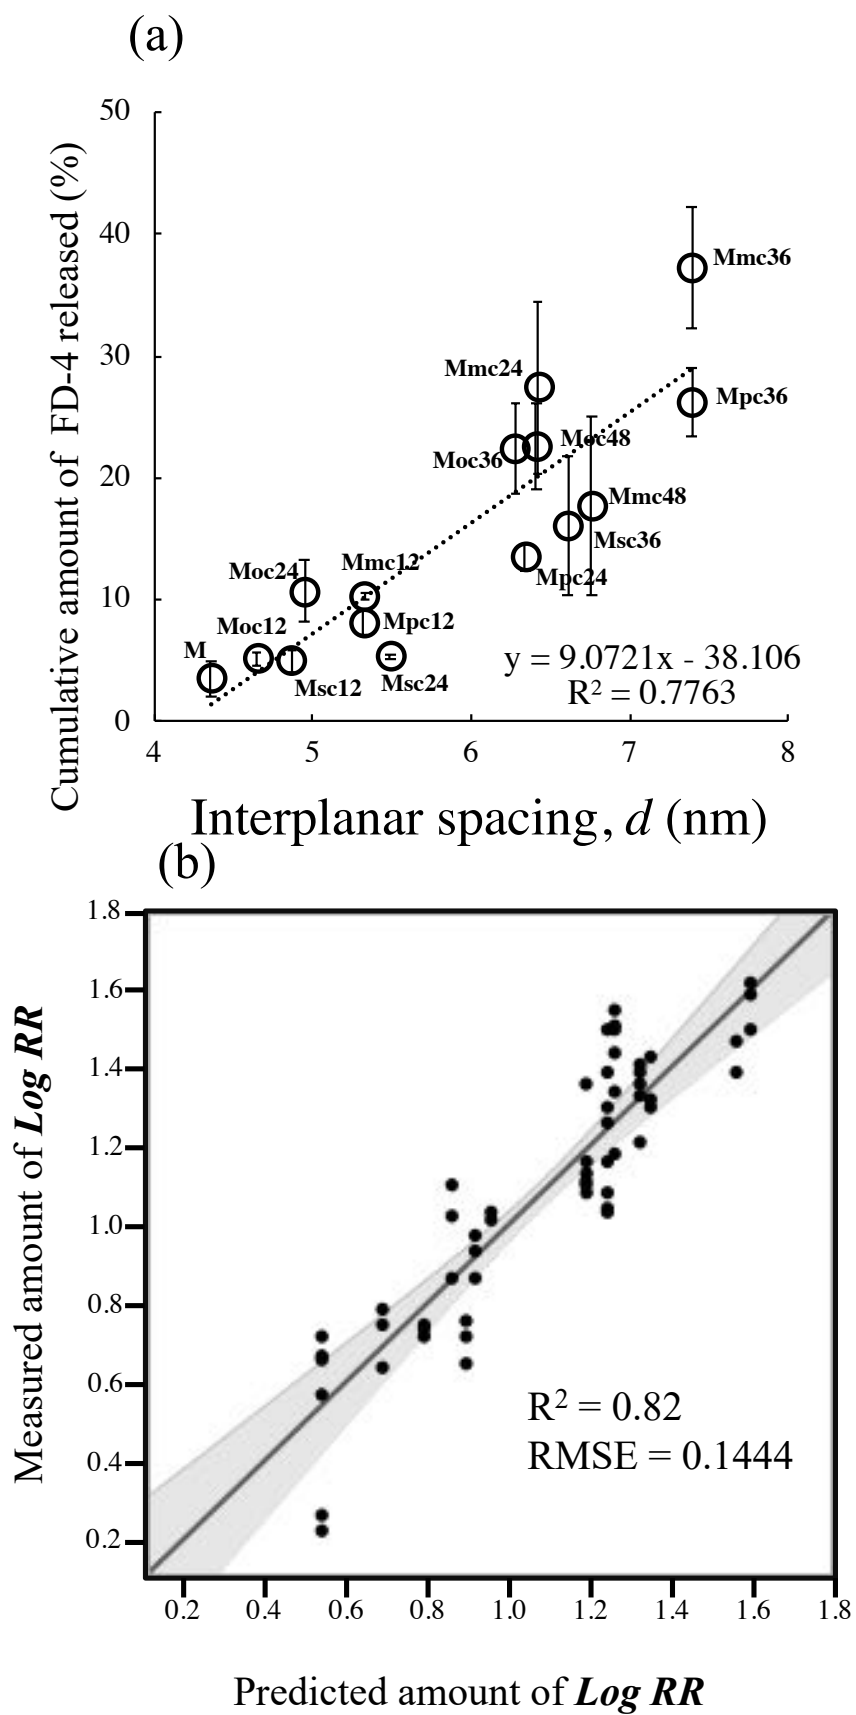 (a)
Cumulative amount of FD-4 released (%)
50
40
30
20
10
0
Mmc36
Mmc24
Mpc36
Moc48
Moc36
Mmc48
Msc36
Mpc24
Moc24
Mmc12
Moc12
Mpc12
M
Msc12
Msc24
y = 9.0721x - 38.106
R² = 0.7763
4 5 6 7 8
Interplanar spacing, d (nm)
(b)
Measured amount of Log RR
1.8
1.6
1.4
1.2
1.0
0.8
0.6
0.4
0.2
R² = 0.82
RMSE = 0.1444
0.2 0.4 0.6 0.8 1.0 1.2 1.4 1.6 1.8
Predicted amount of Log RR